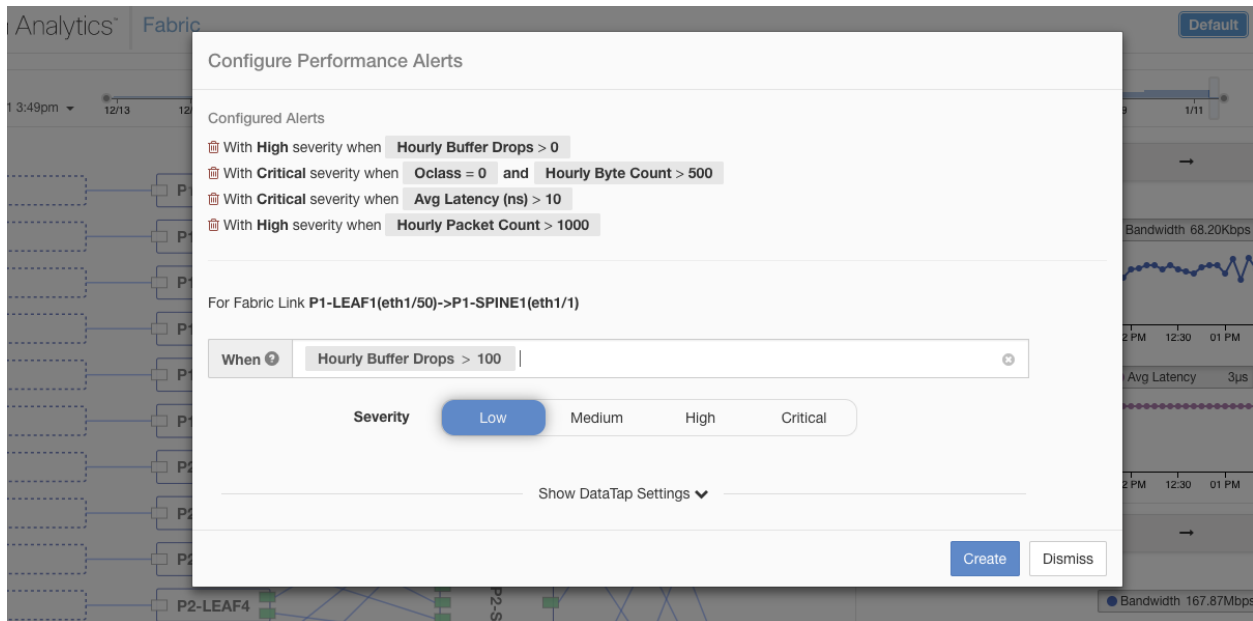 Analytics™ Fabric
Default
3:49pm
12/13
1/11
Configure Performance Alerts
Configured Alerts
With High severity when Hourly Buffer Drops > 0
With Critical severity when Oclass = 0 and Hourly Byte Count > 500
With Critical severity when Avg Latency (ns) > 10
With High severity when Hourly Packet Count > 1000
For Fabric Link P1-LEAF1(eth1/50)->P1-SPINE1(eth1/1)
When Hourly Buffer Drops > 100
Severity Low Medium High Critical
Show DataTap Settings
Create Dismiss
Bandwidth 68.20Kbps
PM 12:30 01 PM
Avg Latency 3µs
PM 12:30 01 PM
P2-LEAF4
Bandwidth 167.87Mbps